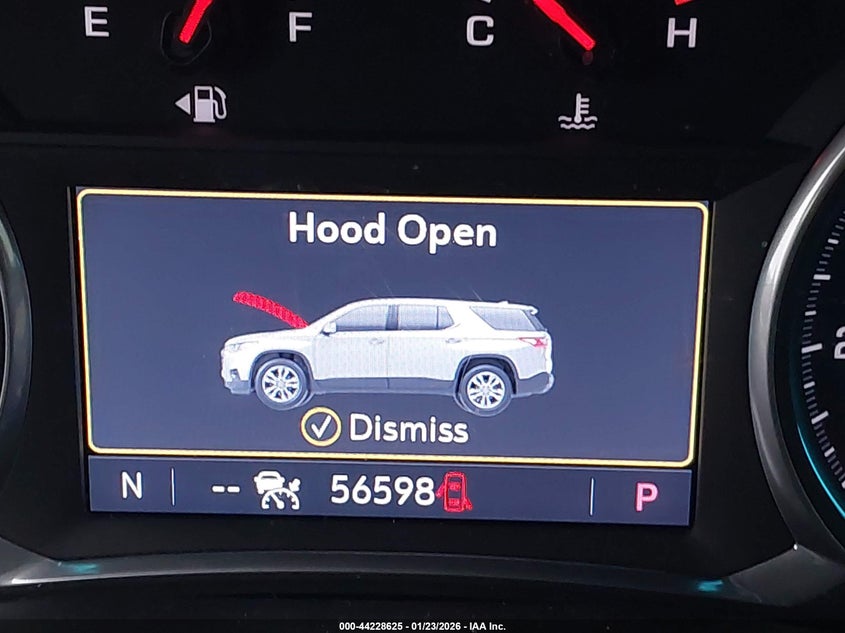 E F C H
Hood Open
Dismiss
N -- 56598 P
000-44228625 - 01/23/2026 - IAA Inc.